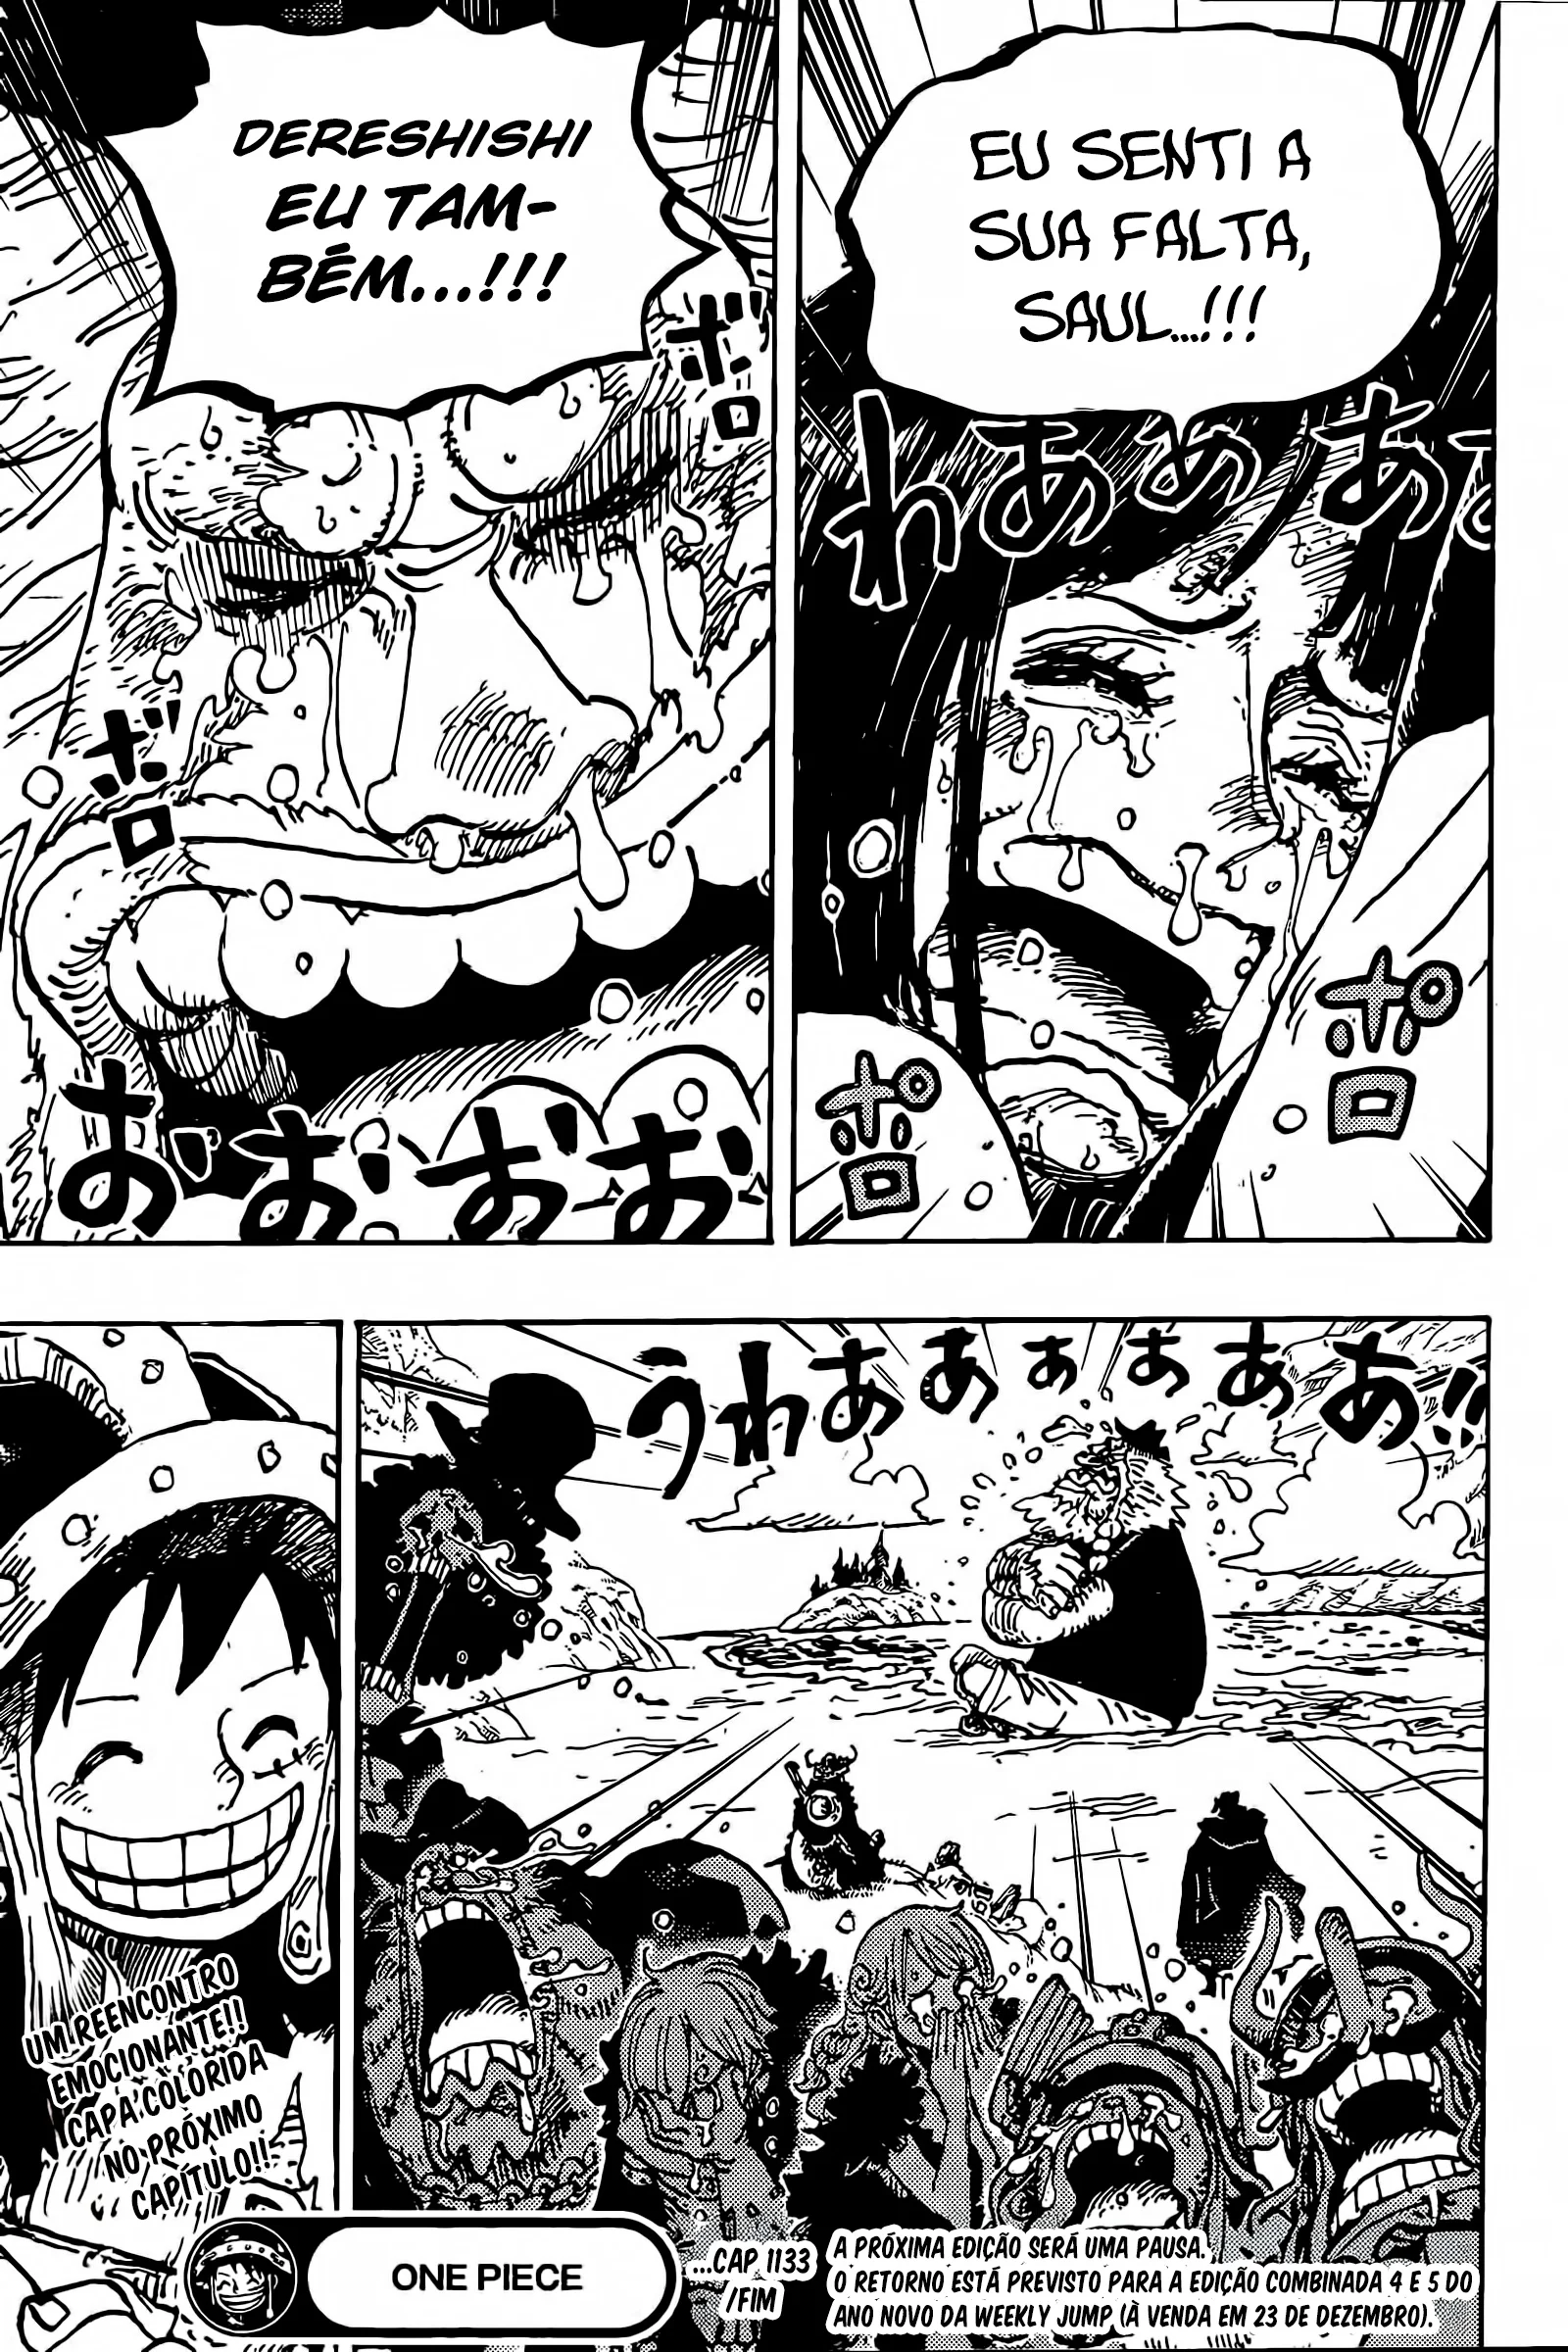 EU SENTI A
SUA FALTA,
SAUL...!!!
わああああ
ポロ
ポロ
DERESHISHI
EU TAM-
BÉM...!!!
ボロ
ボロ
おおおお
うわああぁぁああ!!
UM REENCONTRO
EMOCIONANTE!!
CAPA COLORIDA
NO PRÓXIMO
CAPÍTULO!!
ONE PIECE
...CAP 1133
/FIM
A PRÓXIMA EDIÇÃO SERÁ UMA PAUSA.
O RETORNO ESTÁ PREVISTO PARA A EDIÇÃO COMBINADA 4 E 5 DO
ANO NOVO DA WEEKLY JUMP (À VENDA EM 23 DE DEZEMBRO).